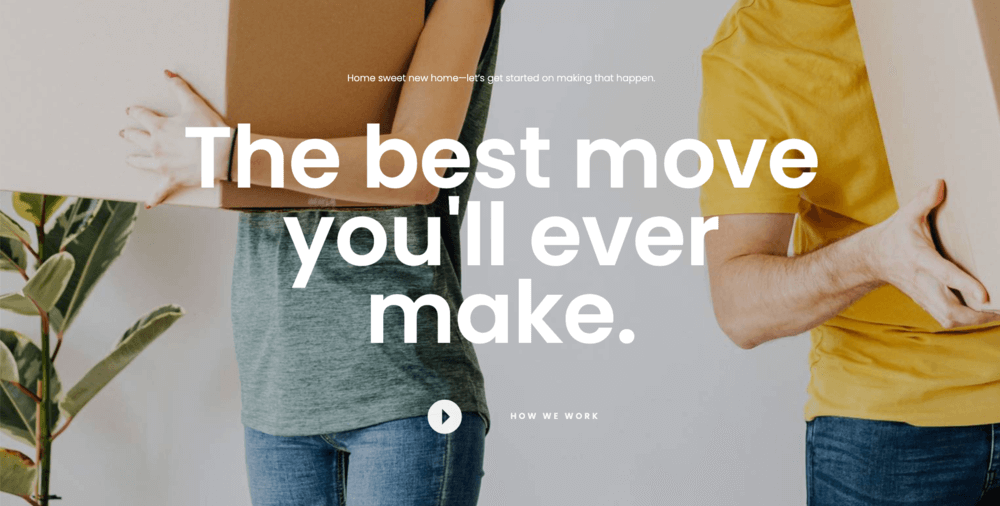 Home sweet new home—let's get started on making that happen.
The best move
you'll ever
make.
HOW WE WORK